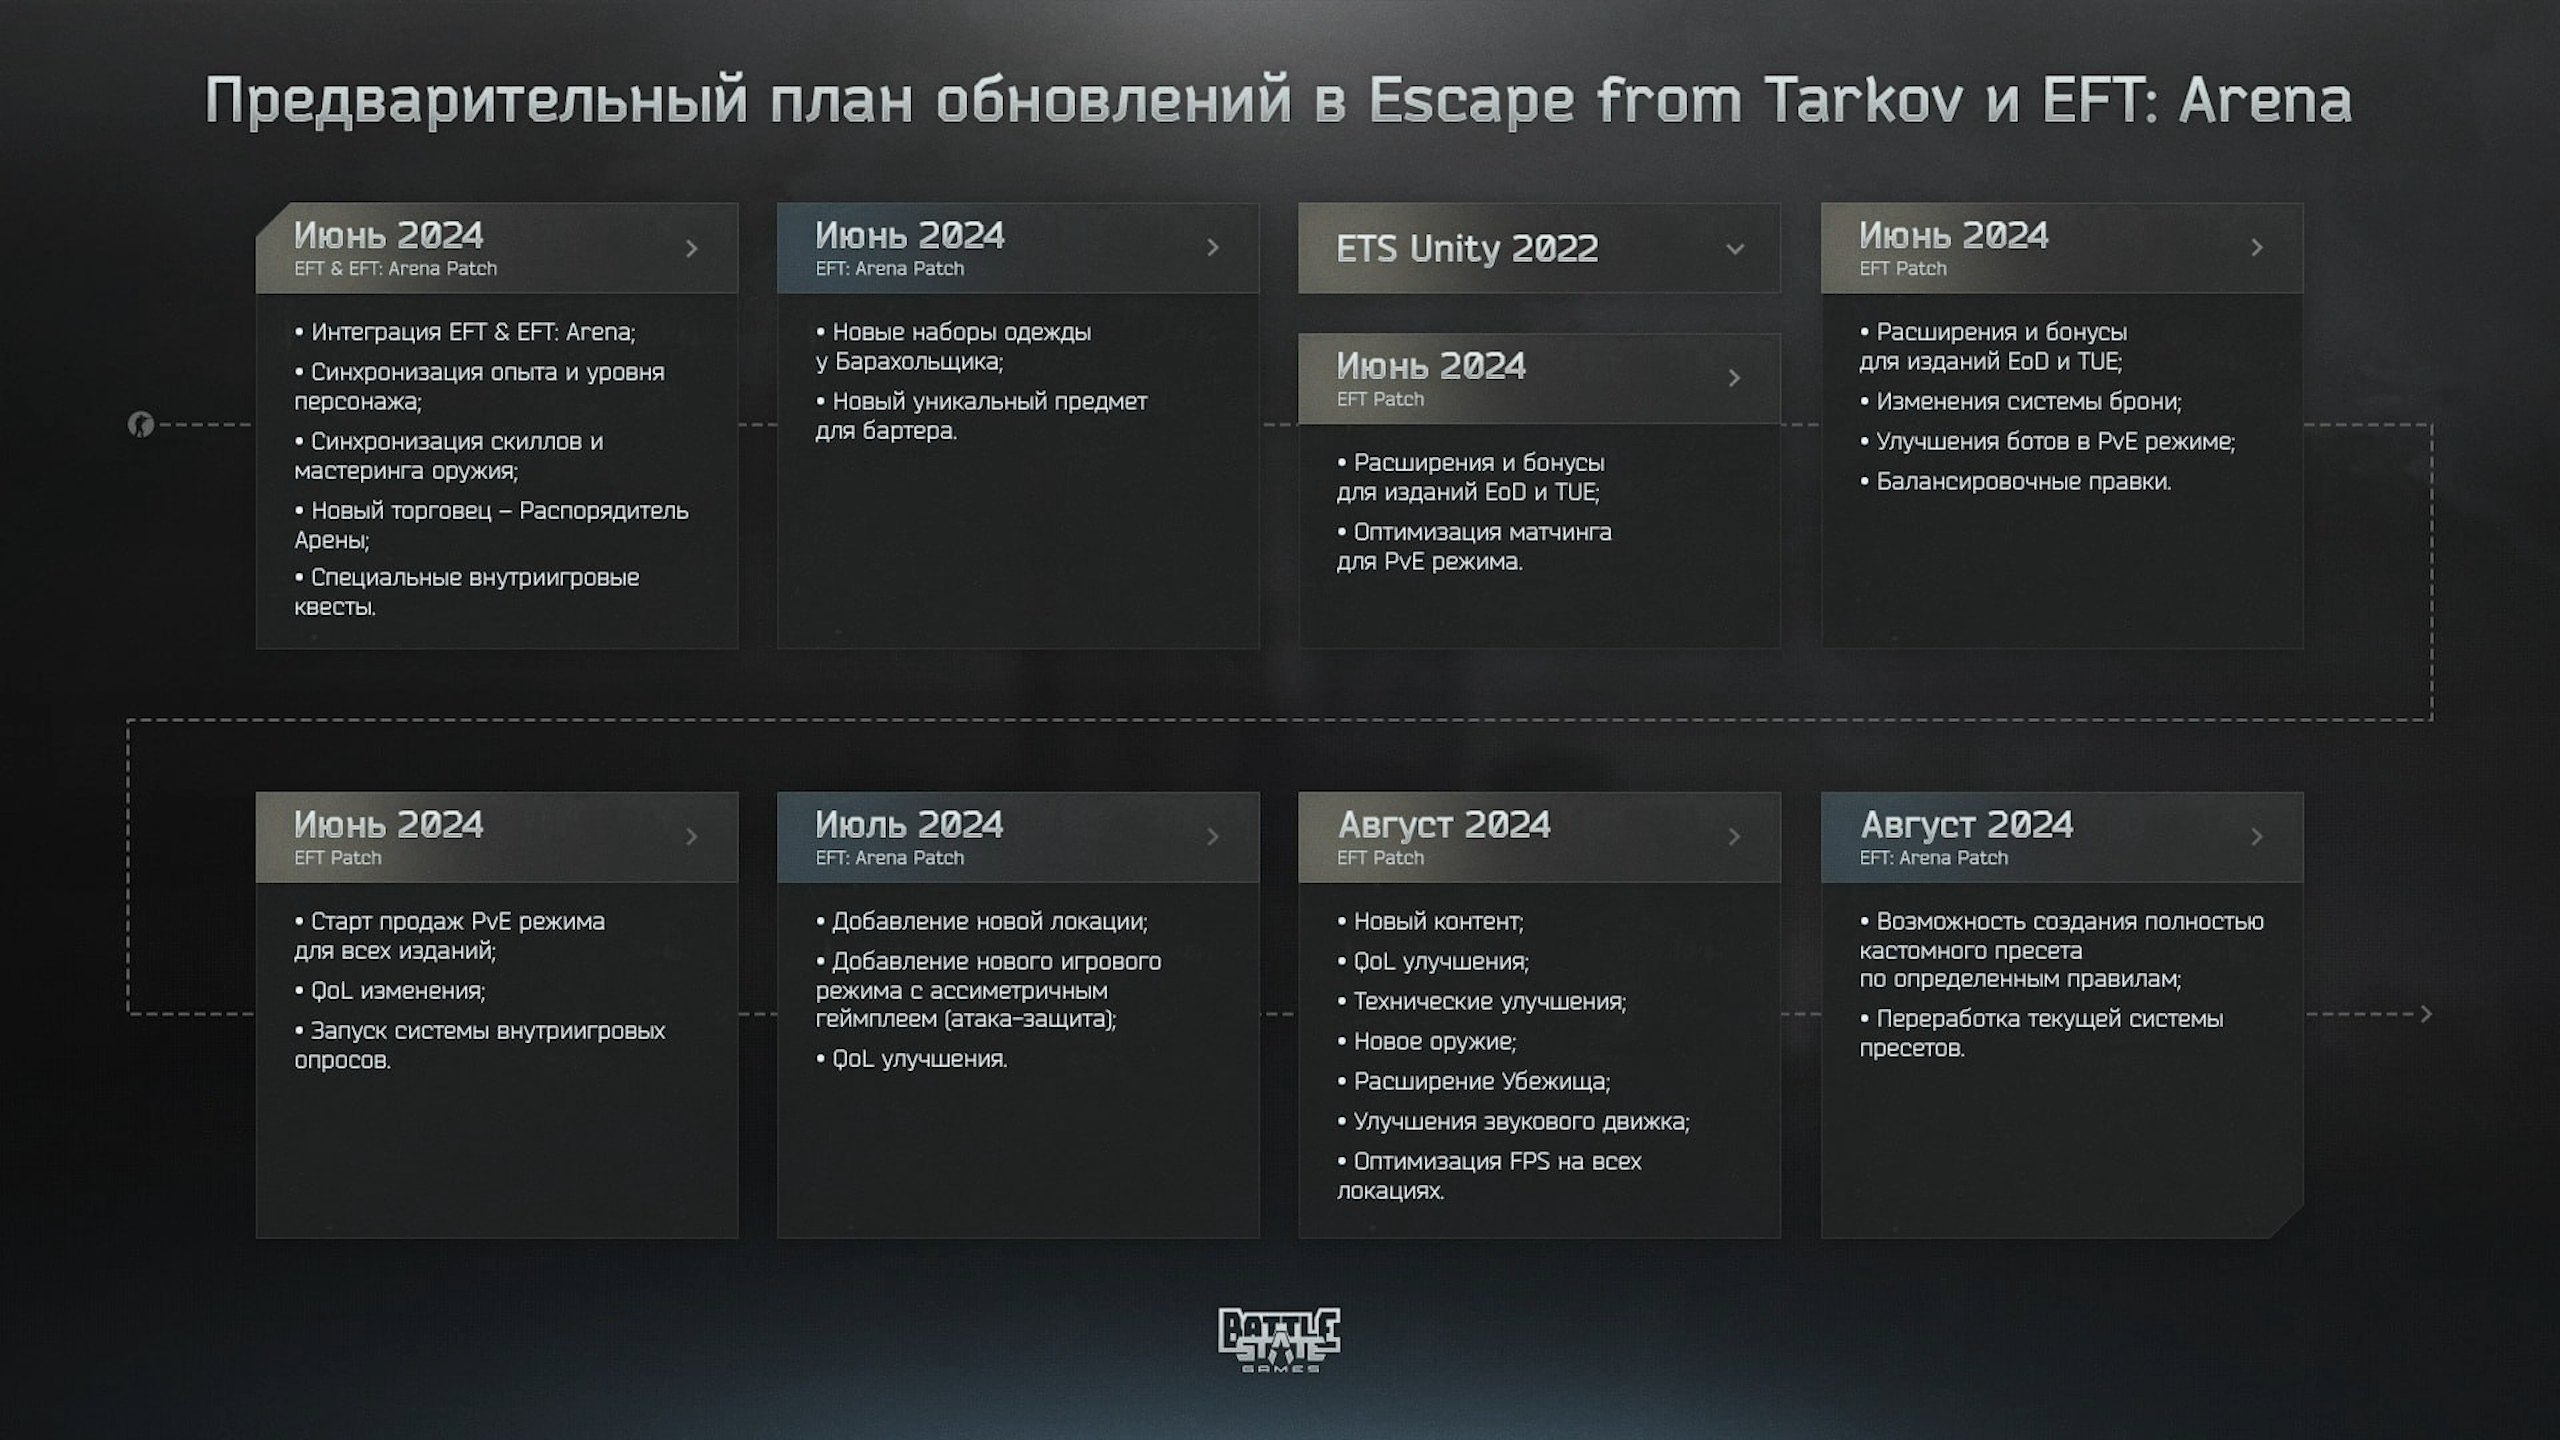 Предварительный план обновлений в Escape from Tarkov и EFT: Arena
Июнь 2024
EFT & EFT: Arena Patch
• Интеграция EFT & EFT: Arena;
• Синхронизация опыта и уровня
персонажа;
• Синхронизация скиллов и
мастеринга оружия;
• Новый торговец – Распорядитель
Арены;
• Специальные внутриигровые
квесты.
Июнь 2024
EFT: Arena Patch
• Новые наборы одежды
у Барахольщика;
• Новый уникальный предмет
для бартера.
ETS Unity 2022
Июнь 2024
EFT Patch
• Расширения и бонусы
для изданий EoD и TUE;
• Оптимизация матчинга
для PvE режима.
Июнь 2024
EFT Patch
• Расширения и бонусы
для изданий EoD и TUE;
• Изменения системы брони;
• Улучшения ботов в PvE режиме;
• Балансировочные правки.
Июнь 2024
EFT Patch
• Старт продаж PvE режима
для всех изданий;
• QoL изменения;
• Запуск системы внутриигровых
опросов.
Июль 2024
EFT: Arena Patch
• Добавление новой локации;
• Добавление нового игрового
режима с ассиметричным
геймплеем (атака-защита);
• QoL улучшения.
Август 2024
EFT Patch
• Новый контент;
• QoL улучшения;
• Технические улучшения;
• Новое оружие;
• Расширение Убежища;
• Улучшения звукового движка;
• Оптимизация FPS на всех
локациях.
Август 2024
EFT: Arena Patch
• Возможность создания полностью
кастомного пресета
по определенным правилам;
• Переработка текущей системы
пресетов.
BATTLE
STATE
GAMES